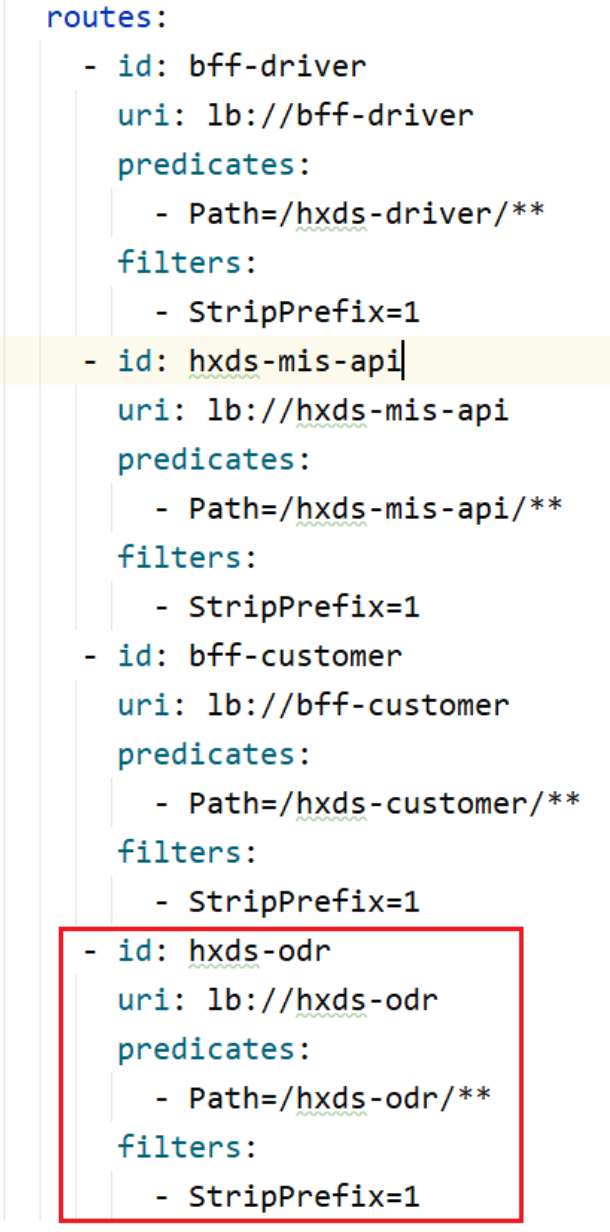 routes:
- id: bff-driver
uri: lb://bff-driver
predicates:
- Path=/hxds-driver/**
filters:
- StripPrefix=1
- id: hxds-mis-api
uri: lb://hxds-mis-api
predicates:
- Path=/hxds-mis-api/**
filters:
- StripPrefix=1
- id: bff-customer
uri: lb://bff-customer
predicates:
- Path=/hxds-customer/**
filters:
- StripPrefix=1
- id: hxds-odr
uri: lb://hxds-odr
predicates:
- Path=/hxds-odr/**
filters:
- StripPrefix=1